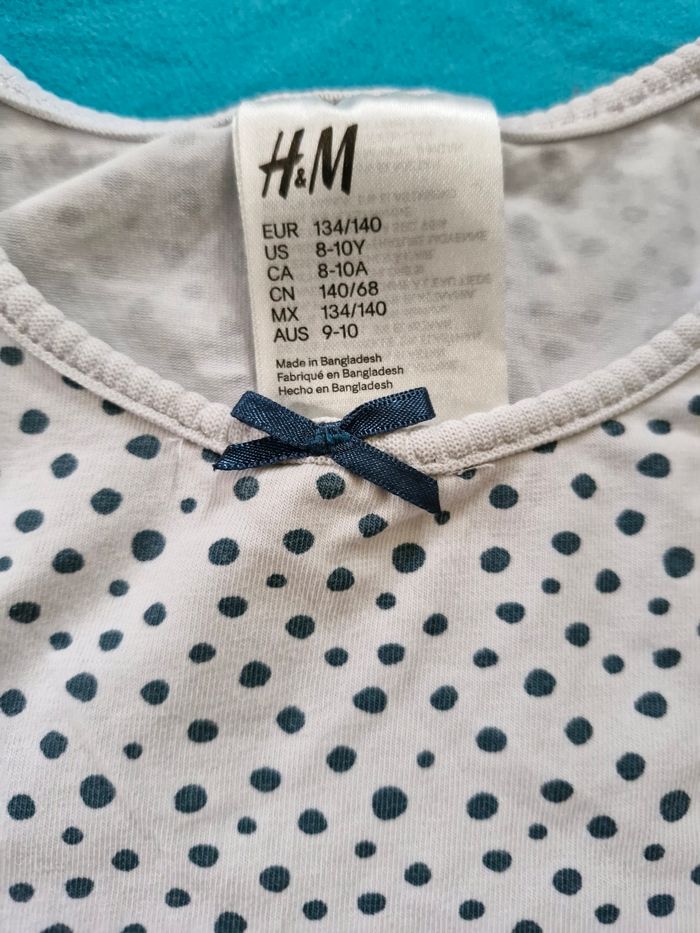 H&M
EUR 134/140
US 8-10Y
CA 8-10A
CN 140/68
MX 134/140
AUS 9-10
Made in Bangladesh
Fabriqué en Bangladesh
Hecho en Bangladesh